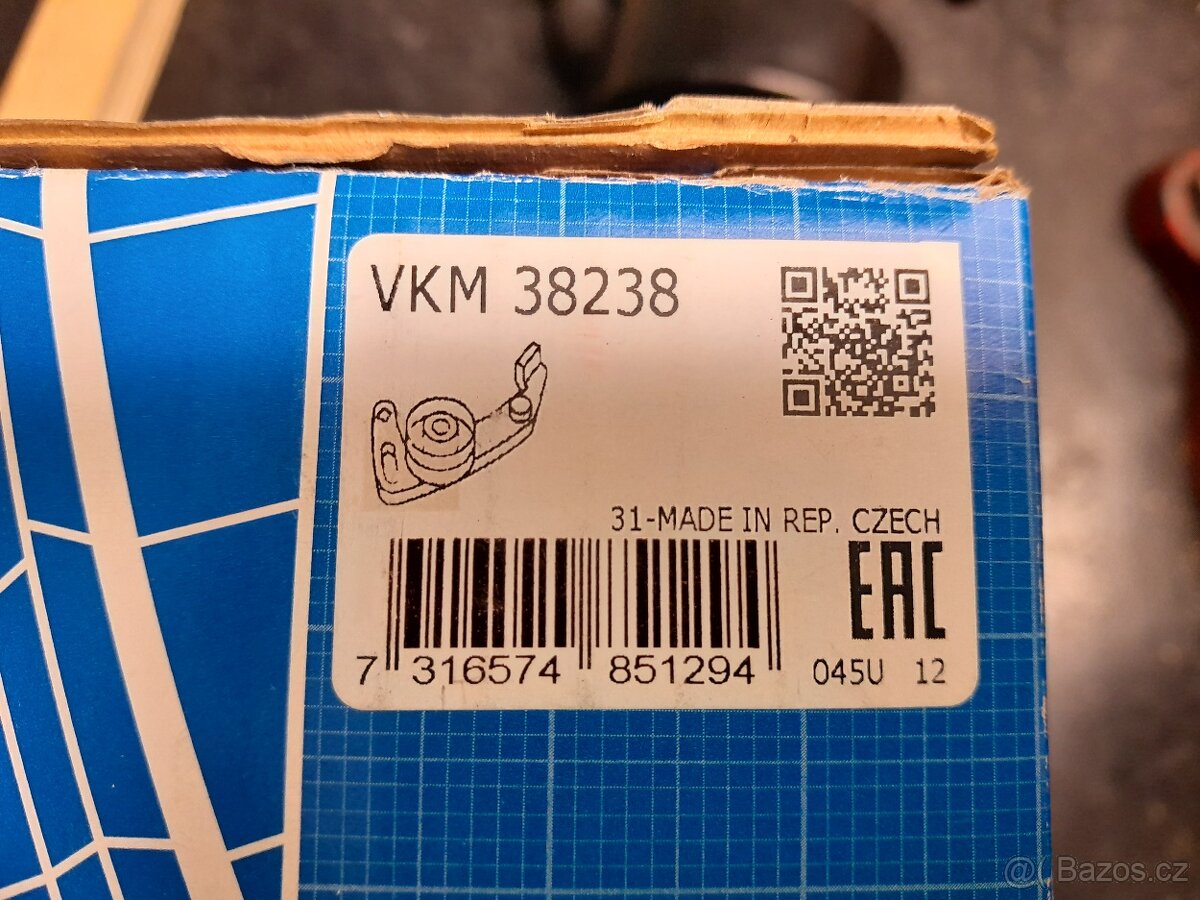 VKM 38238
31-MADE IN REP. CZECH
EAC
7 316574 851294
045U 12
@ Bazos.cz